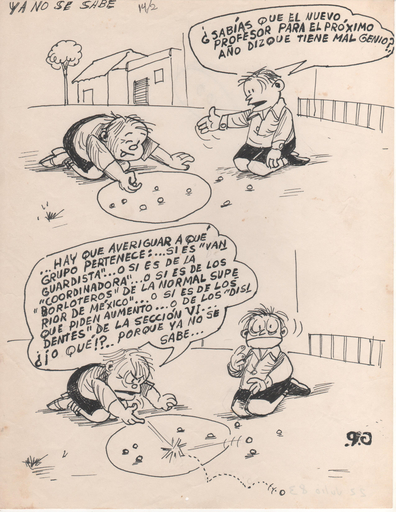 YA NO SE SABE
M/2
¿SABÍAS QUE EL NUEVO
PROFESOR PARA EL PRÓXIMO
AÑO DIZQUE TIENE MAL GENIO?
...HAY QUE AVERIGUAR A QUÉ
GRUPO PERTENECE:...SI ES "VAN
GUARDISTA"...O SI ES DE LA
"COORDINADORA"...O SI ES DE LOS
"BORLOTEROS" DE LA NORMAL SUPE
RIOR DE MÉXICO"...O SI ES DE LOS
QUE PIDEN AUMENTO...O DE LOS "DISI
DENTES" DE LA SECCIÓN VI...
¿¡O QUÉ!?.. PORQUE YA NO SE
SABE...